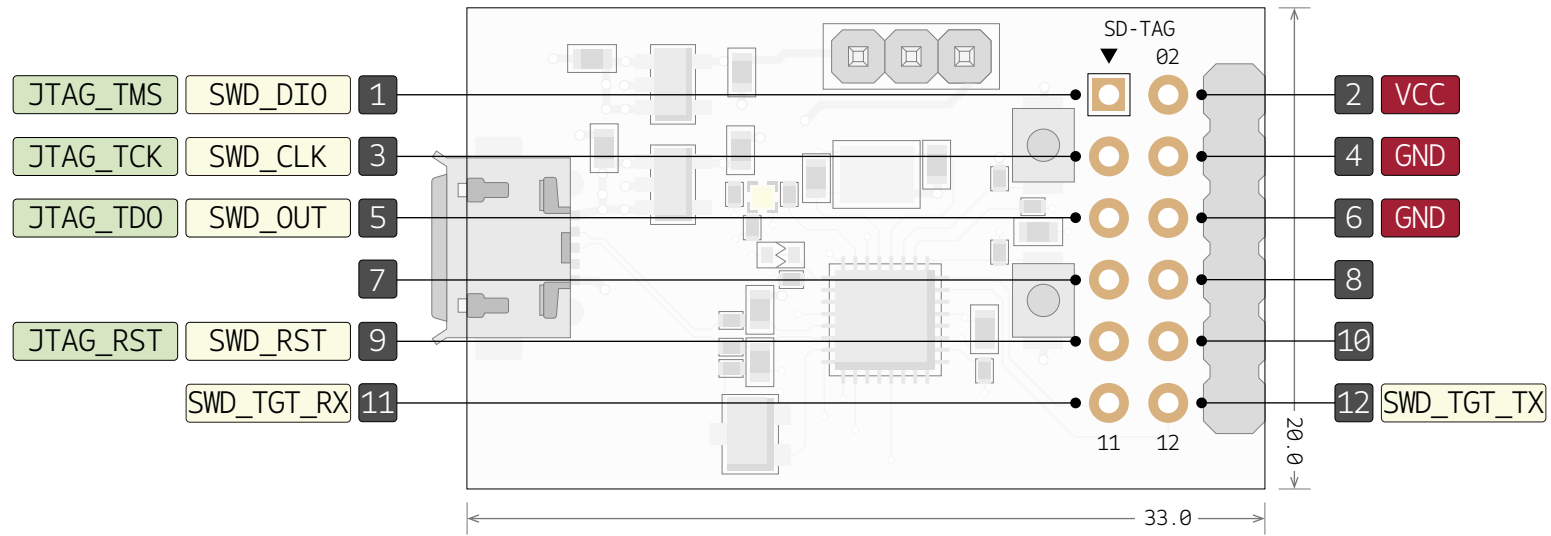 SD-TAG
02
JTAG_TMS SWD_DIO 1 2 VCC
JTAG_TCK SWD_CLK 3 4 GND
JTAG_TDO SWD_OUT 5 6 GND
7 8
JTAG_RST SWD_RST 9 10
SWD_TGT_RX 11 12 SWD_TGT_TX
11 12
20.0
33.0